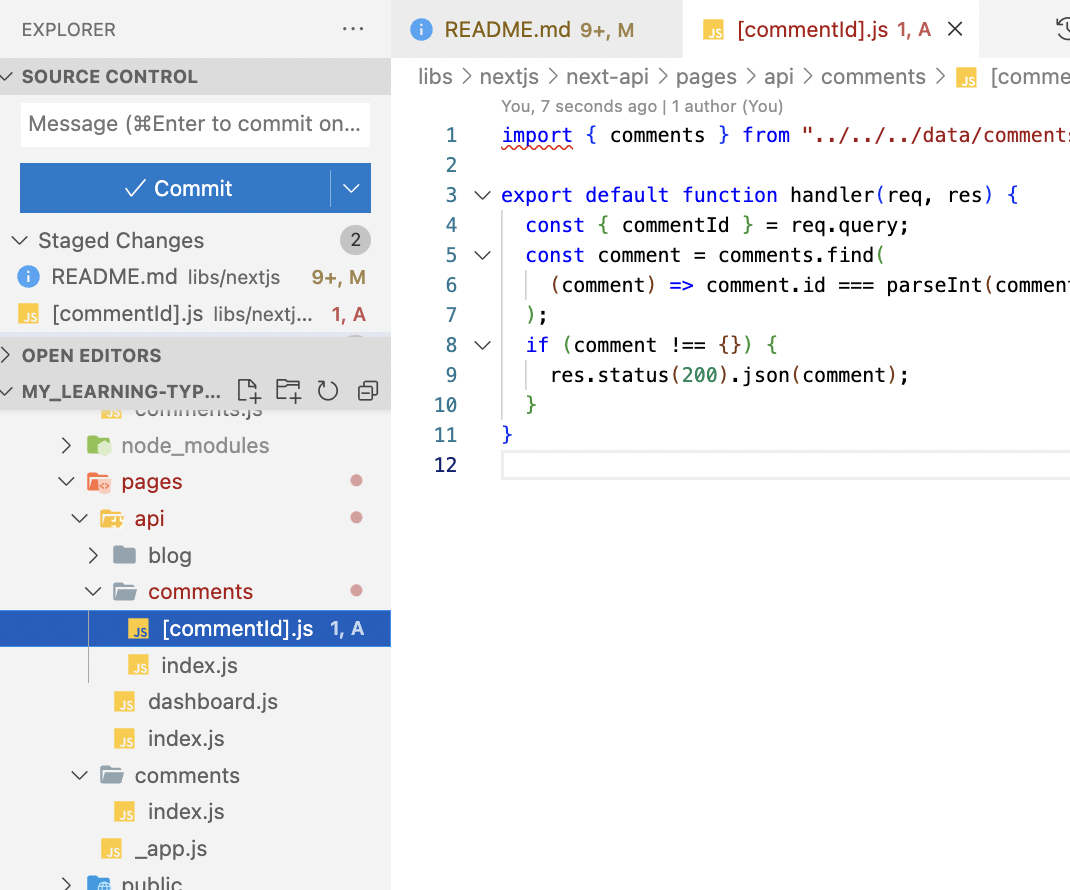 EXPLORER
SOURCE CONTROL
Message (⌘Enter to commit on...
Commit
Staged Changes 2
README.md libs/nextjs 9+, M
[commentId].js libs/nextj... 1, A
OPEN EDITORS
MY_LEARNING-TYP...
comments.js
node_modules
pages
api
blog
comments
[commentId].js 1, A
index.js
dashboard.js
index.js
comments
index.js
_app.js
public
README.md 9+, M
[commentId].js 1, A
libs > nextjs > next-api > pages > api > comments > [comme
You, 7 seconds ago | 1 author (You)
1 import { comments } from "../../../data/comments
2
3 export default function handler(req, res) {
4 const { commentId } = req.query;
5 const comment = comments.find(
6 (comment) => comment.id === parseInt(commen
7 );
8 if (comment !== {}) {
9 res.status(200).json(comment);
10 }
11 }
12